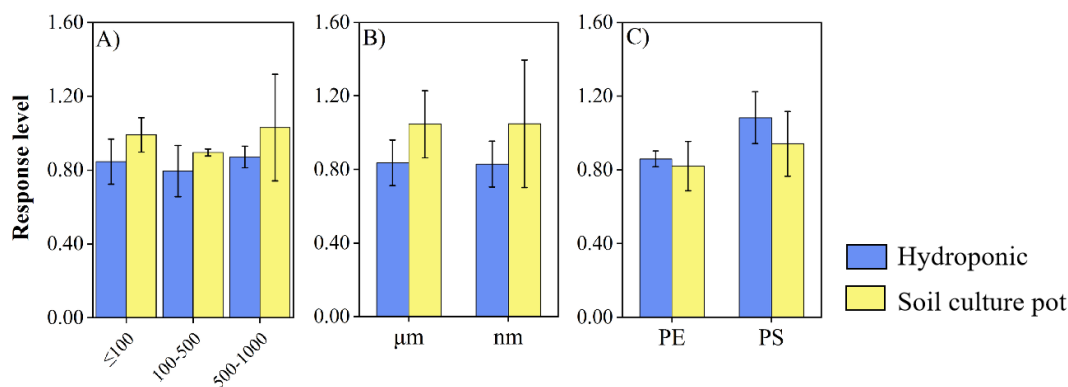 A)
B)
C)
Response level
1.60
1.20
0.80
0.40
0.00
≤100
100-500
500-1000
1.60
1.20
0.80
0.40
0.00
μm
nm
1.60
1.20
0.80
0.40
0.00
PE
PS
Hydroponic
Soil culture pot